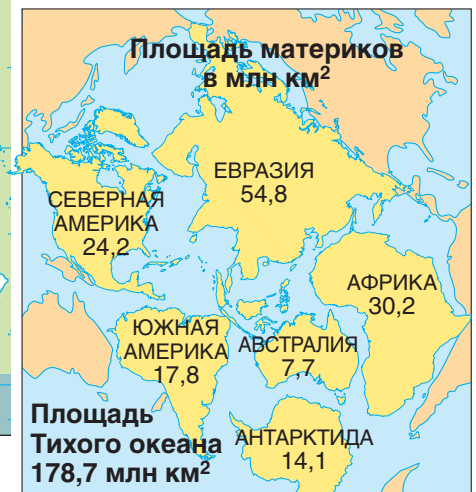 Площадь материков
в млн км²
ЕВРАЗИЯ
54,8
СЕВЕРНАЯ
АМЕРИКА
24,2
АФРИКА
30,2
ЮЖНАЯ
АМЕРИКА
17,8
АВСТРАЛИЯ
7,7
Площадь
Тихого океана
178,7 млн км²
АНТАРКТИДА
14,1